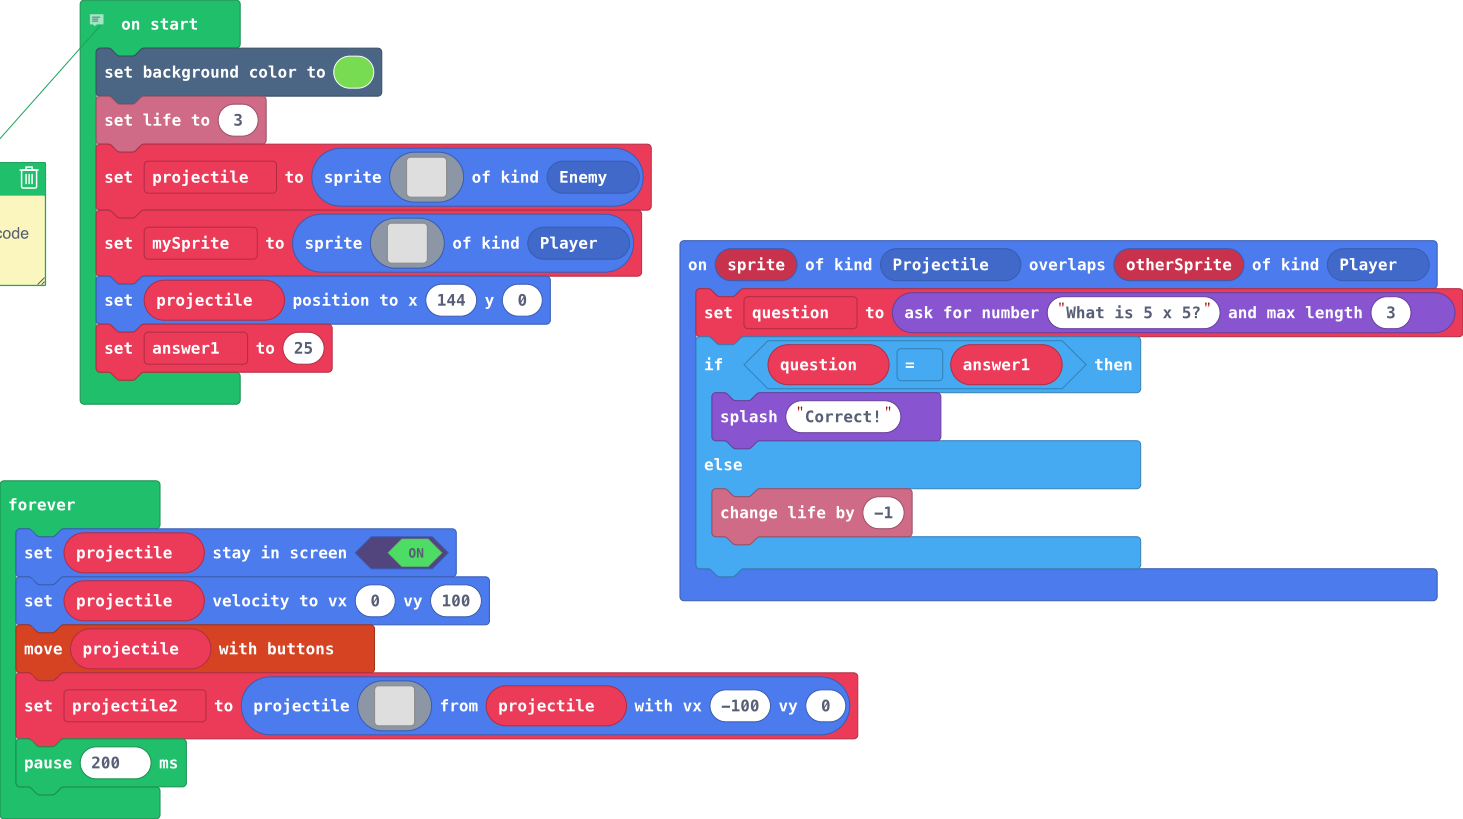 on start
set background color to
set life to 3
set projectile to sprite of kind Enemy
set mySprite to sprite of kind Player
set projectile position to x 144 y 0
set answer1 to 25
code
on sprite of kind Projectile overlaps otherSprite of kind Player
set question to ask for number "What is 5 x 5?" and max length 3
if question = answer1 then
splash "Correct!"
else
change life by −1
forever
set projectile stay in screen ON
set projectile velocity to vx 0 vy 100
move projectile with buttons
set projectile2 to projectile from projectile with vx −100 vy 0
pause 200 ms